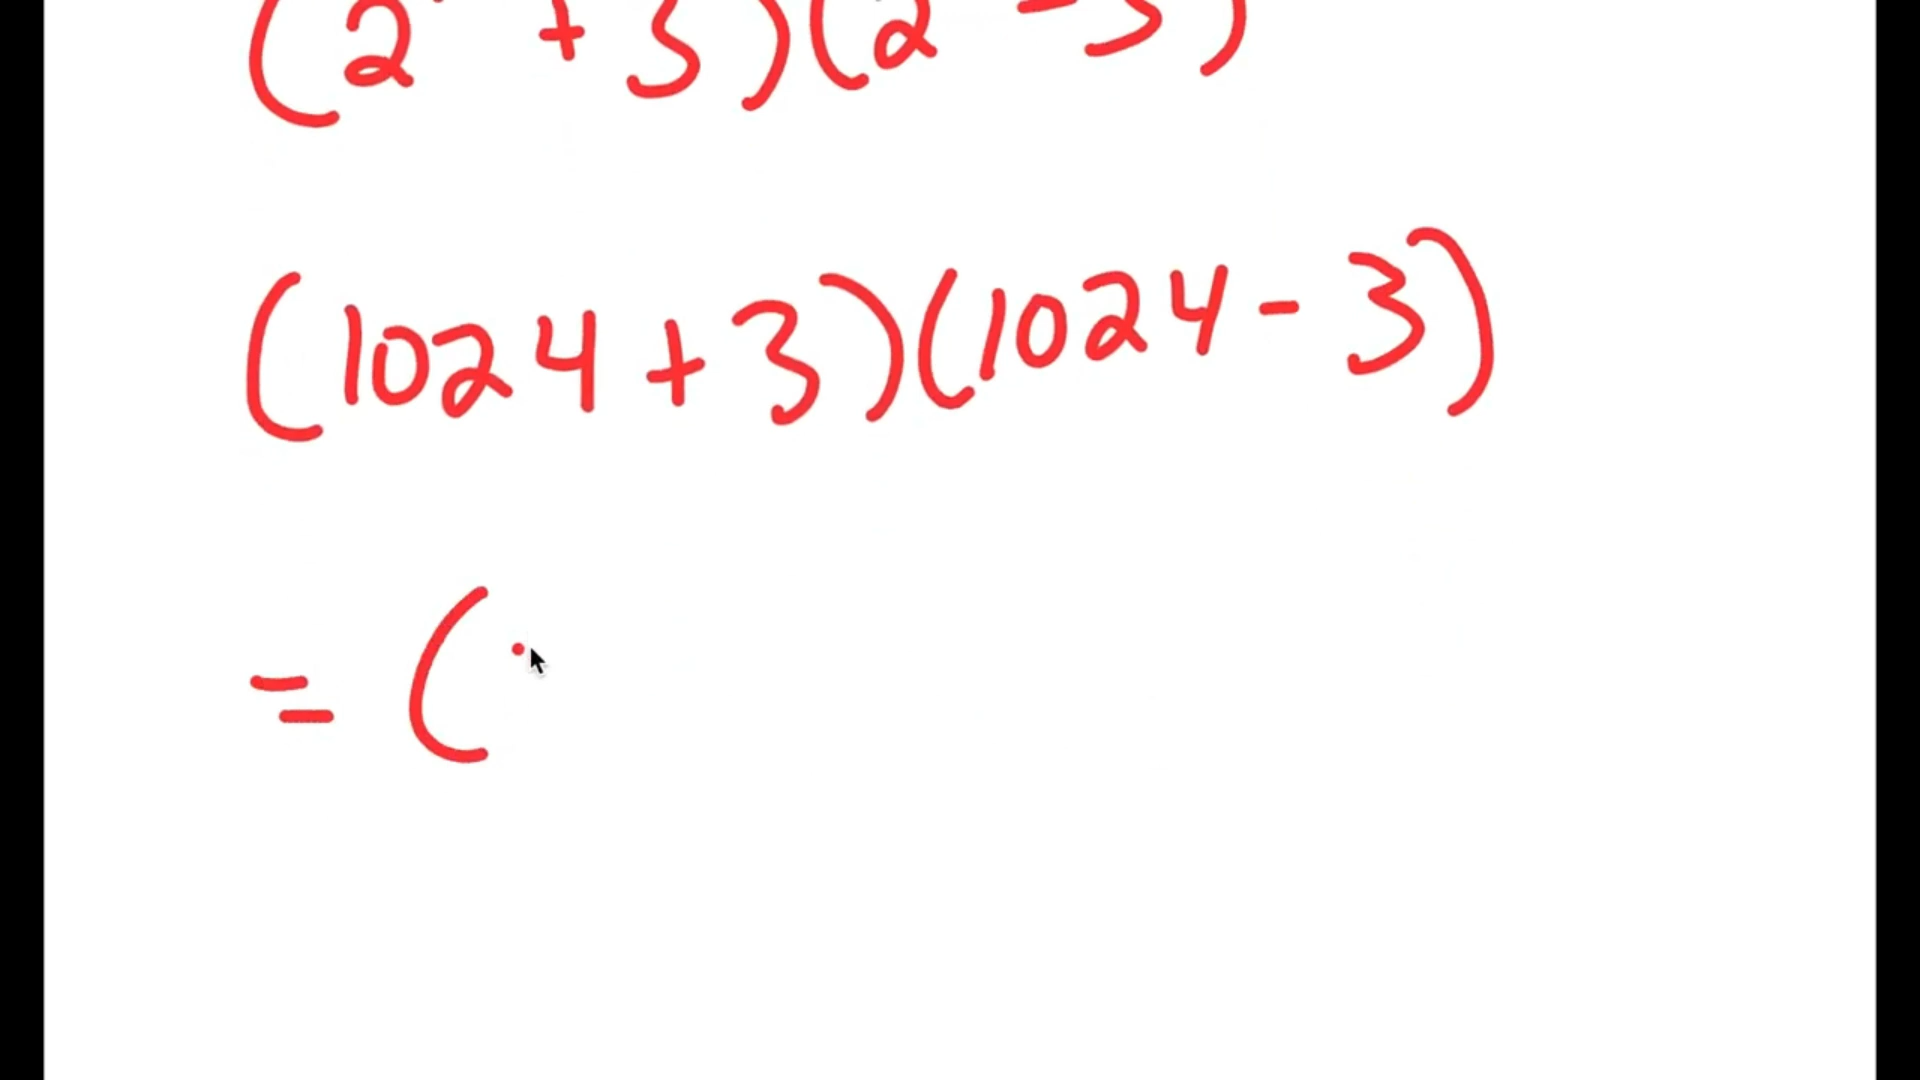 (2 + 3)(2 - 3)
(1024 + 3)(1024 - 3)
= (